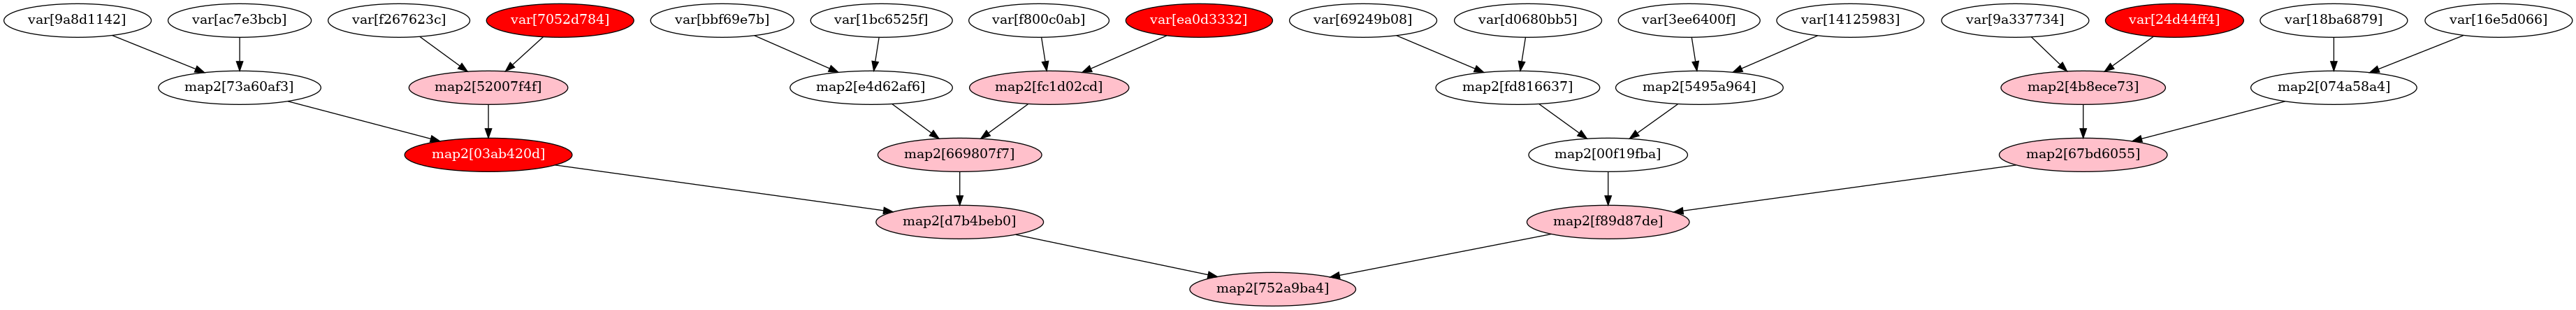 var[9a8d1142] var[ac7e3bcb] var[f267623c] var[7052d784] var[bbf69e7b] var[1bc6525f] var[f800c0ab] var[ea0d3332] var[69249b08] var[d0680bb5] var[3ee6400f] var[14125983] var[9a337734] var[24d44ff4] var[18ba6879] var[16e5d066]
map2[73a60af3] map2[52007f4f] map2[e4d62af6] map2[fc1d02cd] map2[fd816637] map2[5495a964] map2[4b8ece73] map2[074a58a4]
map2[03ab420d] map2[669807f7] map2[00f19fba] map2[67bd6055]
map2[d7b4beb0] map2[f89d87de]
map2[752a9ba4]